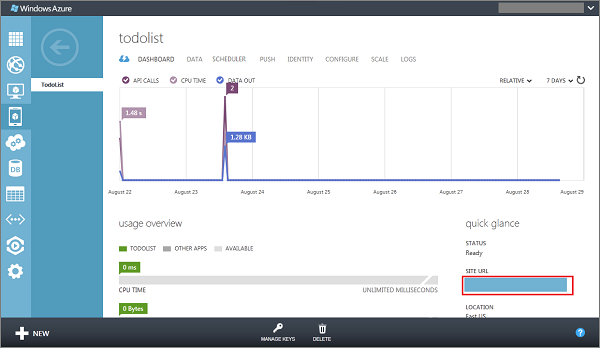 Windows Azure
todolist
DASHBOARD DATA SCHEDULER PUSH IDENTITY CONFIGURE SCALE LOGS
TodoList
API CALLS CPU TIME DATA OUT RELATIVE 7 DAYS
2
1.48 s
1.28 KB
August 22 August 23 August 24 August 25 August 26 August 27 August 28 August 29
usage overview
TODOLIST OTHER APPS AVAILABLE
0 ms
CPU TIME UNLIMITED MILLISECONDS
0 Bytes
quick glance
STATUS
Ready
SITE URL
LOCATION
East US
DB
NEW
MANAGE KEYS
DELETE
?